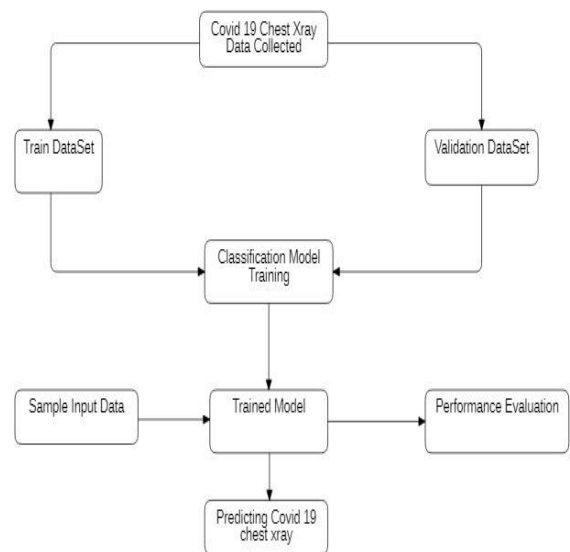 Covid 19 Chest Xray
Data Collected
Train DataSet
Validation DataSet
Classification Model
Training
Sample Input Data
Trained Model
Performance Evaluation
Predicting Covid 19
chest xray